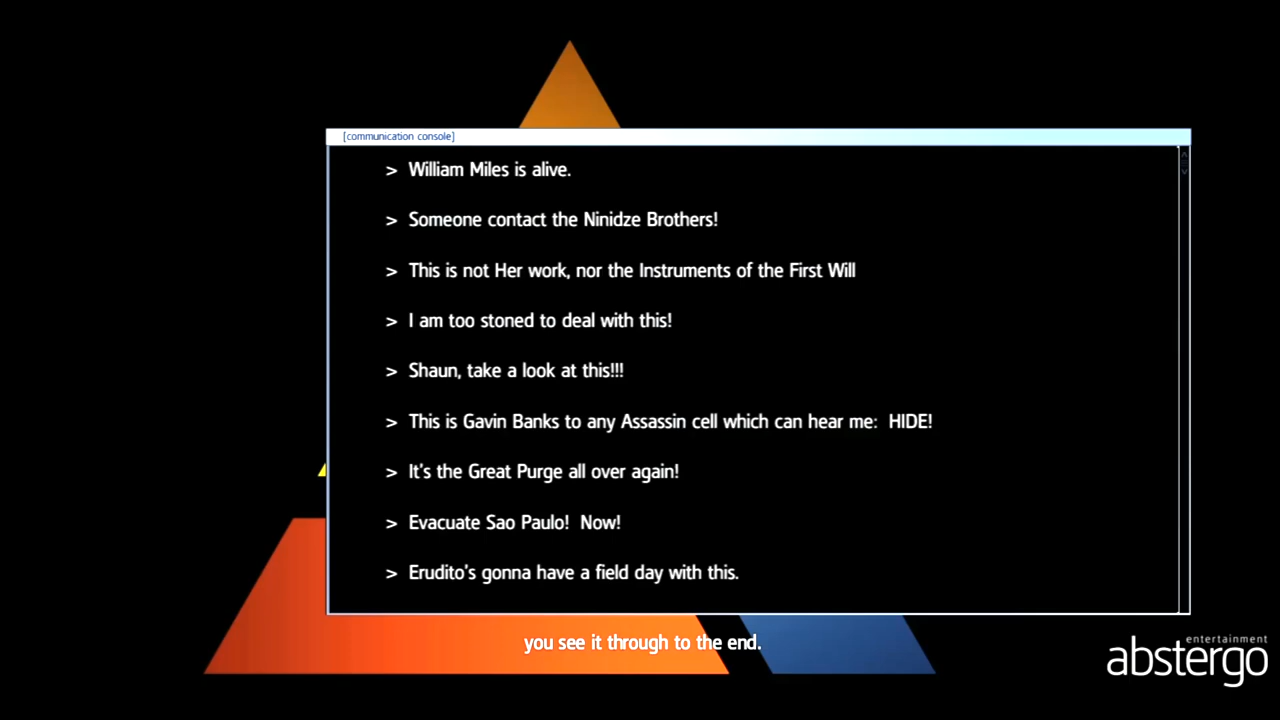 [communication console]
> William Miles is alive.
> Someone contact the Ninidze Brothers!
> This is not Her work, nor the Instruments of the First Will
> I am too stoned to deal with this!
> Shaun, take a look at this!!!
> This is Gavin Banks to any Assassin cell which can hear me:  HIDE!
> It's the Great Purge all over again!
> Evacuate Sao Paulo!  Now!
> Erudito's gonna have a field day with this.
you see it through to the end.
entertainment
abstergo